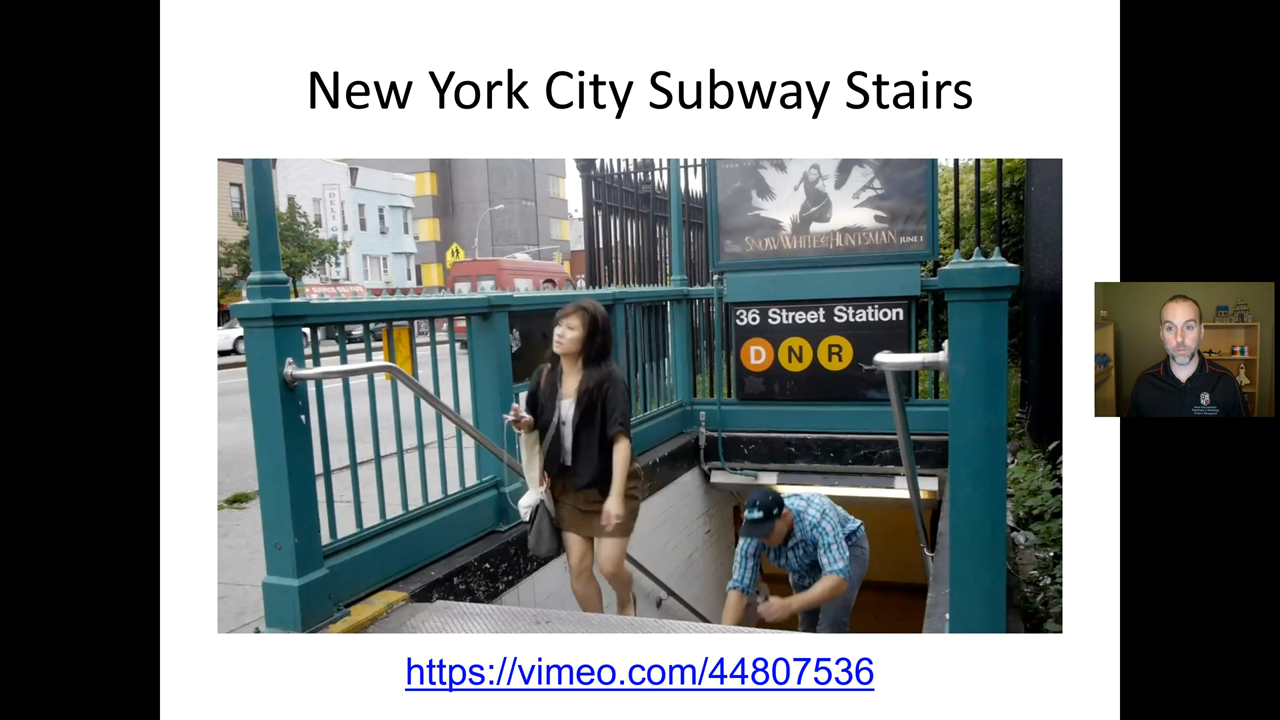 New York City Subway Stairs
DELI
SNOW WHITE & THE HUNTSMAN JUNE 1
36 Street Station
D N R
https://vimeo.com/44807536